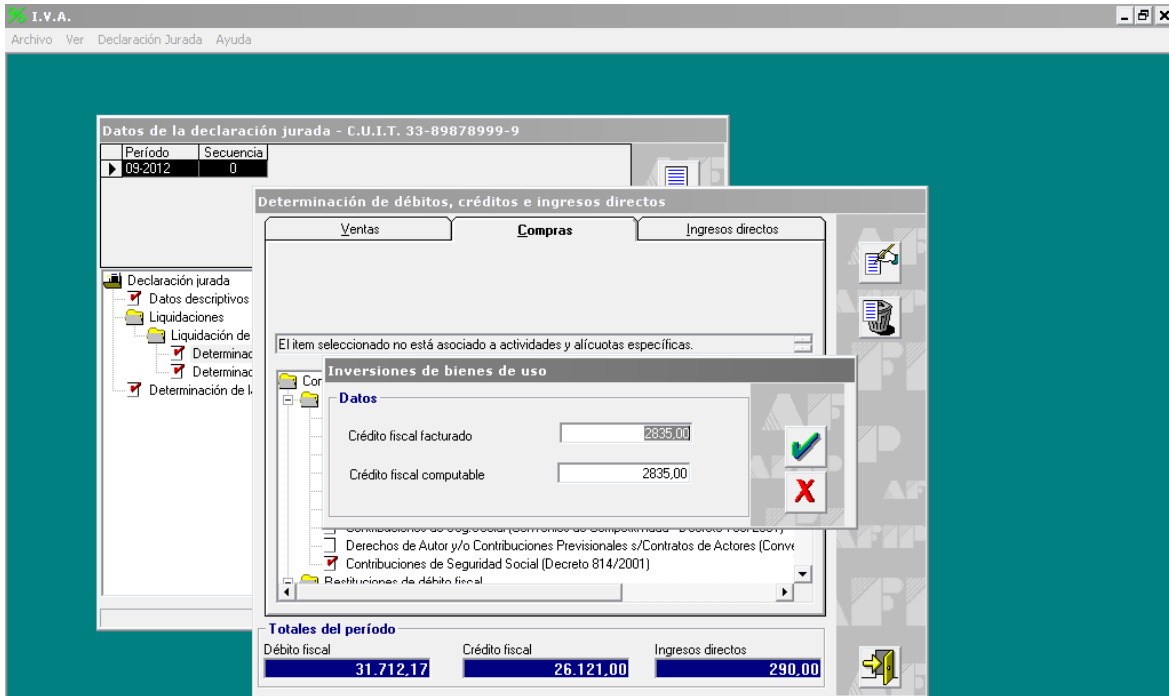 % I.V.A.
Archivo Ver Declaración Jurada Ayuda
Datos de la declaración jurada - C.U.I.T. 33-89878999-9
Período Secuencia
09-2012 0
Determinación de débitos, créditos e ingresos directos
Ventas Compras Ingresos directos
Declaración jurada
Datos descriptivos
Liquidaciones
Liquidación de
Determinac
Determinac
Determinación de l
El item seleccionado no está asociado a actividades y alícuotas específicas.
Inversiones de bienes de uso
Datos
Crédito fiscal facturado 2835,00
Crédito fiscal computable 2835,00
Derechos de Autor y/o Contribuciones Previsionales s/Contratos de Actores (Conve
Contribuciones de Seguridad Social (Decreto 814/2001)
Restituciones de débito fiscal
Totales del período
Débito fiscal Crédito fiscal Ingresos directos
31.712,17 26.121,00 290,00